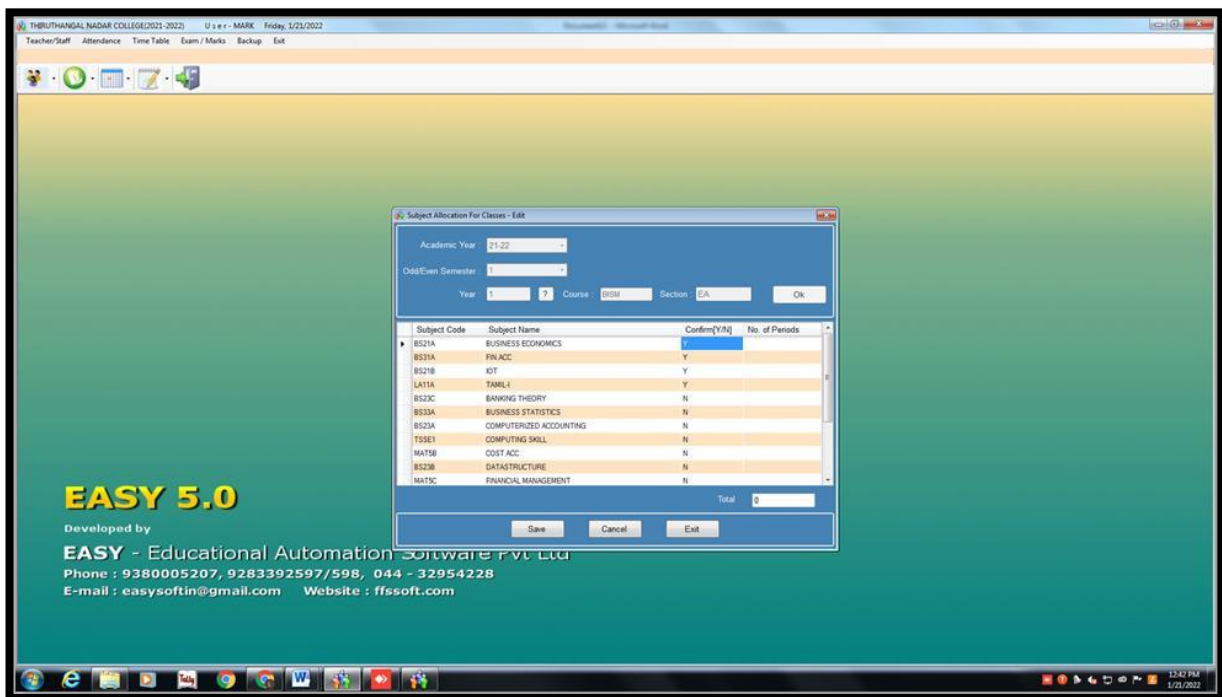 THIRUTHANGAL NADAR COLLEGE(2021-2022) U s e r - MARK Friday, 1/21/2022
Teacher/Staff Attendance Time Table Exam / Marks Backup Exit
Subject Allocation For Classes - Edit
Academic Year : 21-22
Odd/Even Semester : 1
Year : 1 ? Course : BISM Section : EA Ok
Subject Code Subject Name Confirm[Y/N] No. of Periods
BS21A BUSINESS ECONOMICS Y
BS31A FIN.ACC Y
BS21B IOT Y
LA11A TAMIL-I Y
BS23C BANKING THEORY N
BS33A BUSINESS STATISTICS N
BS23A COMPUTERIZED ACCOUNTING N
TSSE1 COMPUTING SKILL N
MAT5B COST ACC N
BS23B DATASTRUCTURE N
MAT5C FINANCIAL MANAGEMENT N
Total 0
Save Cancel Exit
EASY 5.0
Developed by
EASY - Educational Automation Software Pvt Ltd
Phone : 9380005207, 9283392597/598, 044 - 32954228
E-mail : easysoftin@gmail.com Website : ffssoft.com
Tally
12:42 PM
1/21/2022